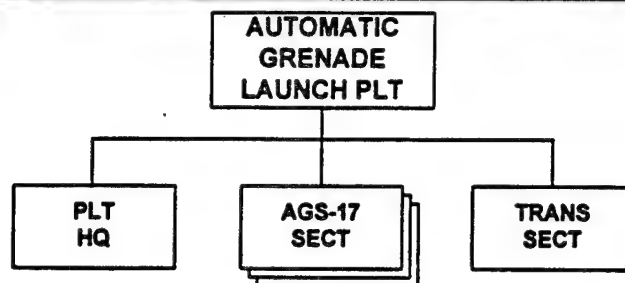 AUTOMATIC
GRENADE
LAUNCH PLT
PLT
HQ
AGS-17
SECT
TRANS
SECT